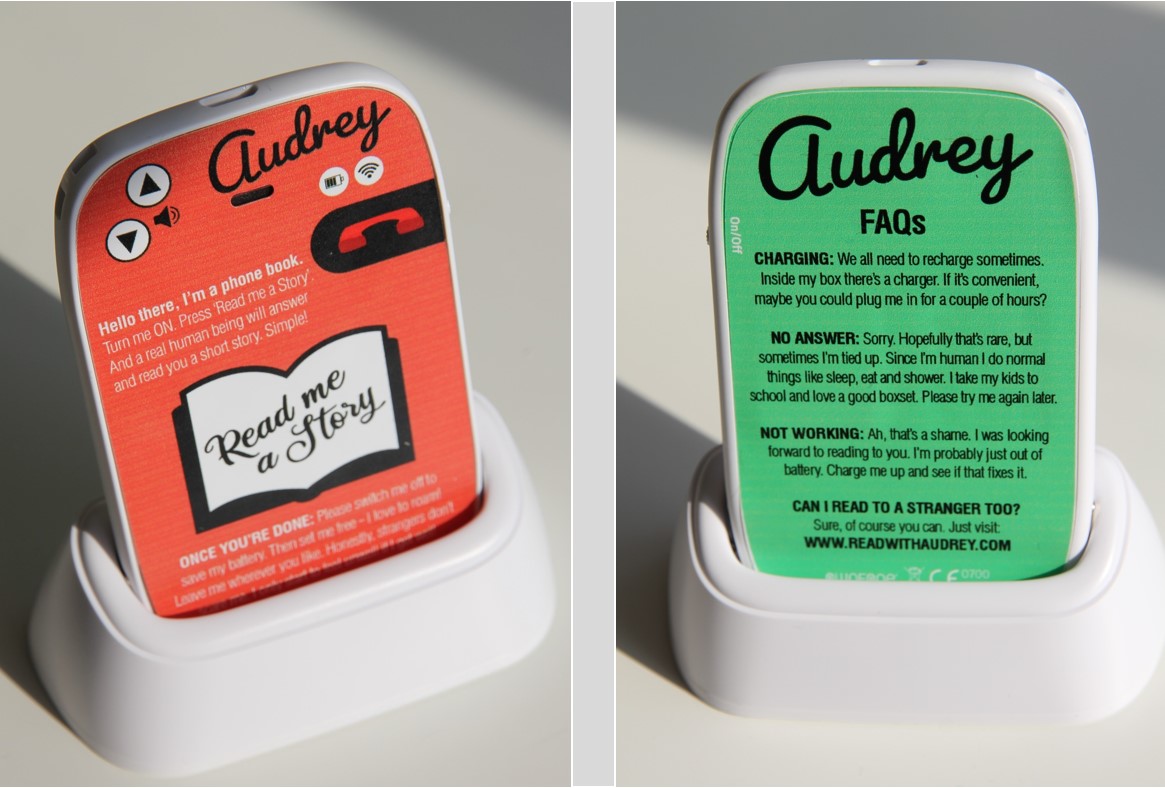 Audrey
Hello there, I'm a phone book.
Turn me ON. Press 'Read me a Story'.
And a real human being will answer
and read you a short story. Simple!
Read me
a Story
ONCE YOU'RE DONE: Please switch me off to
save my battery. Then set me free - I love to roam!
Leave me wherever you like. Honestly, strangers don't
Audrey
FAQs
On/Off
CHARGING: We all need to recharge sometimes.
Inside my box there's a charger. If it's convenient,
maybe you could plug me in for a couple of hours?
NO ANSWER: Sorry. Hopefully that's rare, but
sometimes I'm tied up. Since I'm human I do normal
things like sleep, eat and shower. I take my kids to
school and love a good boxset. Please try me again later.
NOT WORKING: Ah, that's a shame. I was looking
forward to reading to you. I'm probably just out of
battery. Charge me up and see if that fixes it.
CAN I READ TO A STRANGER TOO?
Sure, of course you can. Just visit:
WWW.READWITHAUDREY.COM
CE 0700